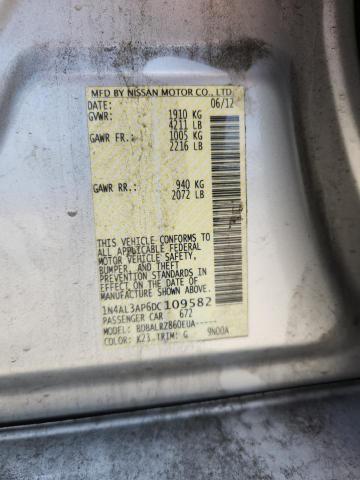 MFD BY NISSAN MOTOR CO., LTD
DATE: 06/12
GVWR: 1910 KG
4211 LB
GAWR FR: 1005 KG
2216 LB
GAWR RR: 940 KG
2072 LB
THIS VEHICLE CONFORMS TO
ALL APPLICABLE FEDERAL
MOTOR VEHICLE SAFETY,
BUMPER, AND THEFT
PREVENTION STANDARDS
IN EFFECT ON THE DATE OF
MANUFACTURE SHOWN ABOVE.
1N4AL3AP6DC109582
PASSENGER CAR 672
MODEL: BDBALRZB60EUA-----
COLOR: K23 TRIM: G 9N00A